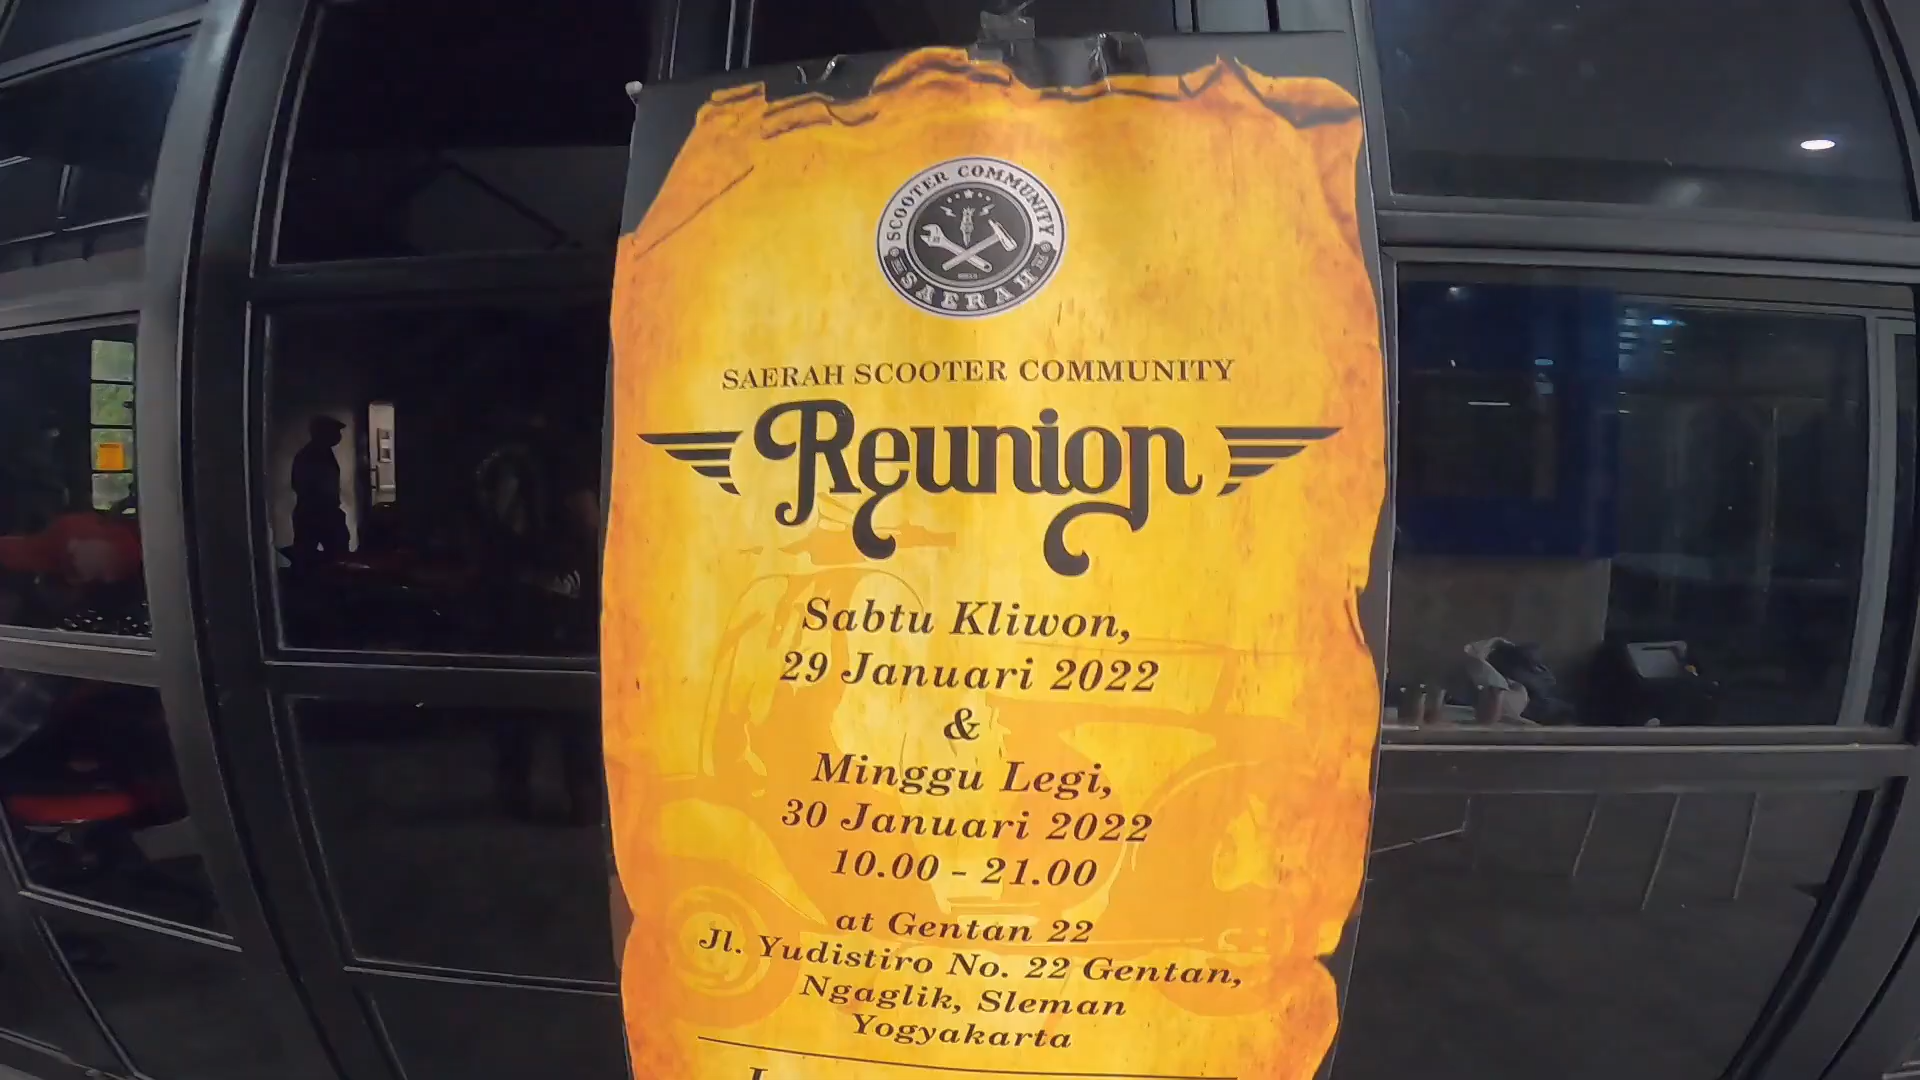 SCOOTER COMMUNITY
SAERAH
SAERAH SCOOTER COMMUNITY
Reunion
Sabtu Kliwon,
29 Januari 2022
&
Minggu Legi,
30 Januari 2022
10.00 - 21.00
at Gentan 22
Jl. Yudistiro No. 22 Gentan,
Ngaglik, Sleman
Yogyakarta